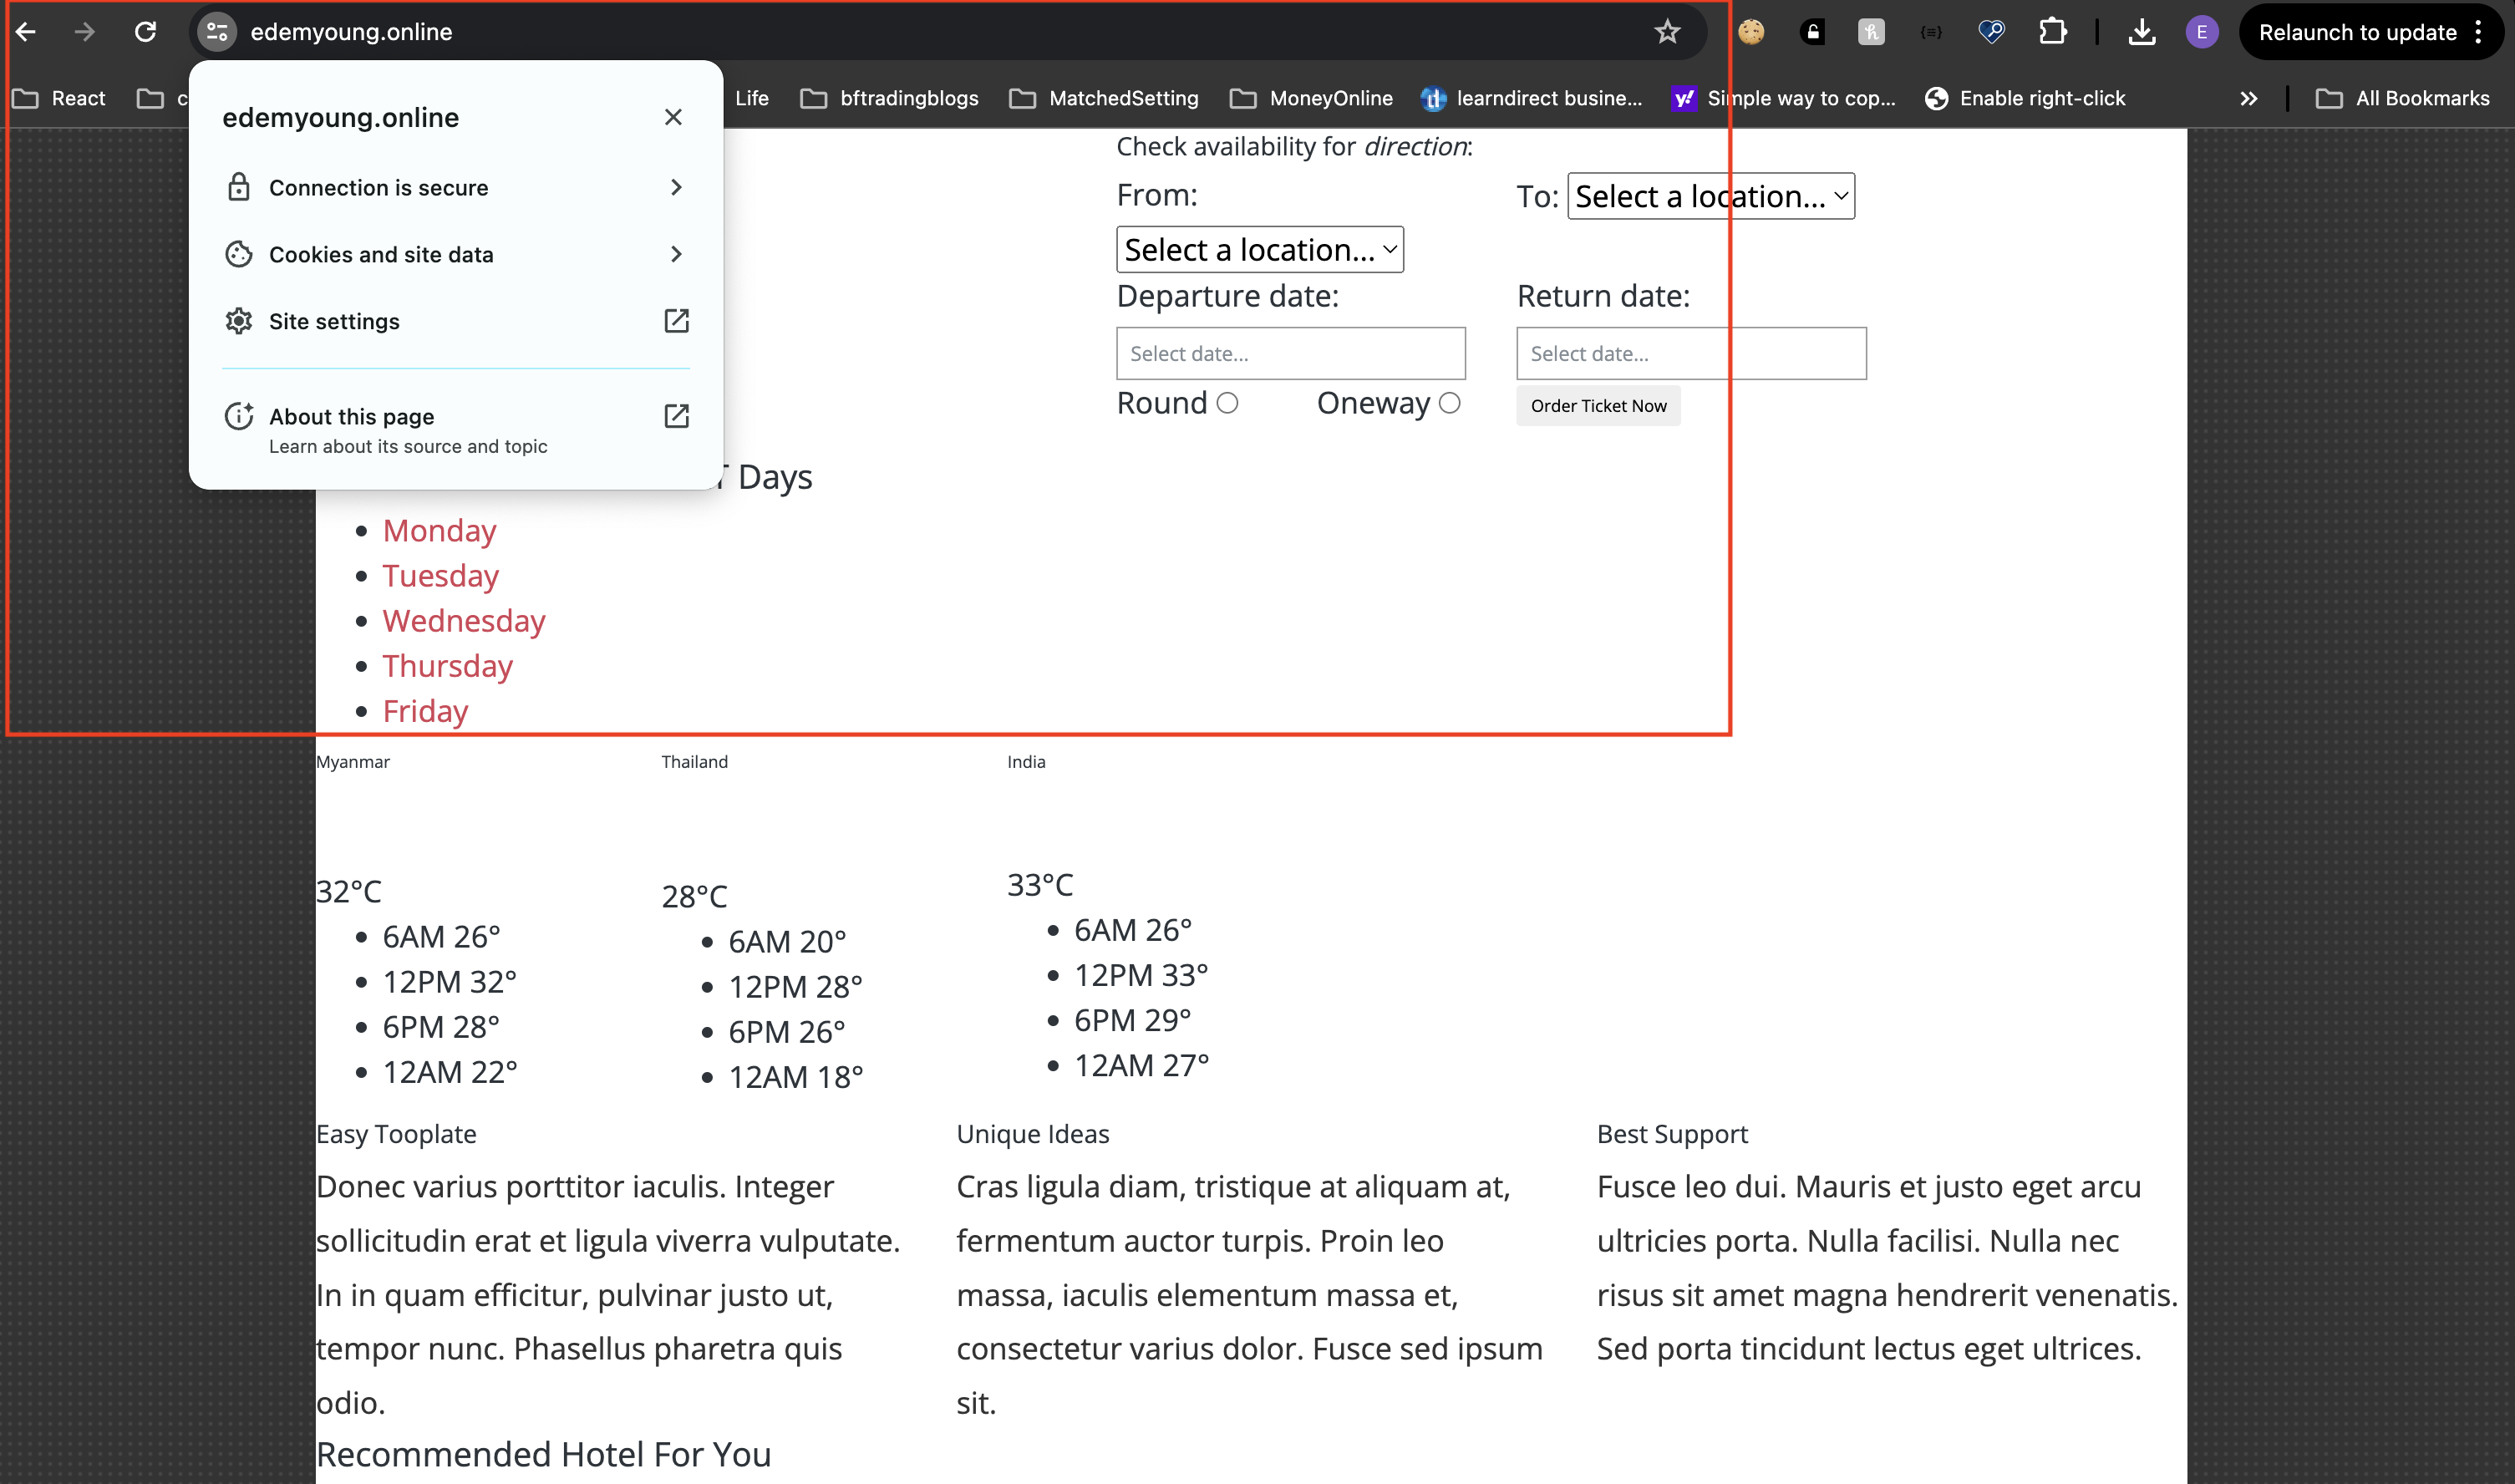 edemyoung.online
Relaunch to update
E
React
Life
bftradingblogs
MatchedSetting
MoneyOnline
learndirect busine...
Simple way to cop...
Enable right-click
All Bookmarks
edemyoung.online
Connection is secure
Cookies and site data
Site settings
About this page
Learn about its source and topic
Check availability for direction:
From:
To: Select a location...
Select a location...
Departure date:
Return date:
Select date...
Select date...
Round
Oneway
Order Ticket Now
Days
Monday
Tuesday
Wednesday
Thursday
Friday
Myanmar
32°C
6AM 26°
12PM 32°
6PM 28°
12AM 22°
Thailand
28°C
6AM 20°
12PM 28°
6PM 26°
12AM 18°
India
33°C
6AM 26°
12PM 33°
6PM 29°
12AM 27°
Easy Tooplate
Donec varius porttitor iaculis. Integer
sollicitudin erat et ligula viverra vulputate.
In in quam efficitur, pulvinar justo ut,
tempor nunc. Phasellus pharetra quis
odio.
Unique Ideas
Cras ligula diam, tristique at aliquam at,
fermentum auctor turpis. Proin leo
massa, iaculis elementum massa et,
consectetur varius dolor. Fusce sed ipsum
sit.
Best Support
Fusce leo dui. Mauris et justo eget arcu
ultricies porta. Nulla facilisi. Nulla nec
risus sit amet magna hendrerit venenatis.
Sed porta tincidunt lectus eget ultrices.
Recommended Hotel For You